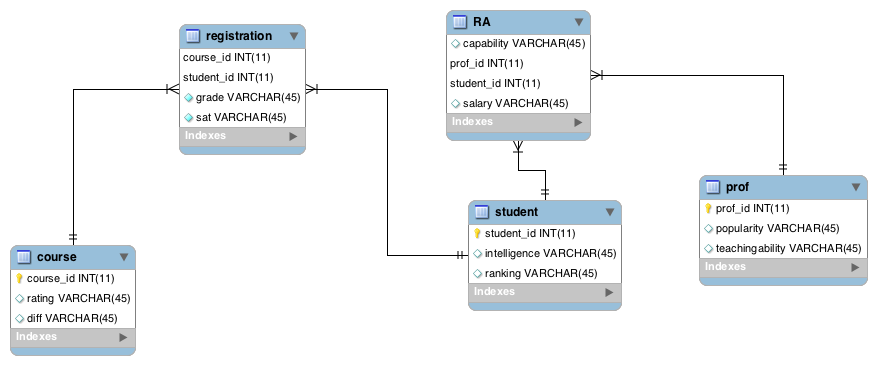 registration
course_id INT(11)
student_id INT(11)
grade VARCHAR(45)
sat VARCHAR(45)
Indexes
RA
capability VARCHAR(45)
prof_id INT(11)
student_id INT(11)
salary VARCHAR(45)
Indexes
course
course_id INT(11)
rating VARCHAR(45)
diff VARCHAR(45)
Indexes
student
student_id INT(11)
intelligence VARCHAR(45)
ranking VARCHAR(45)
Indexes
prof
prof_id INT(11)
popularity VARCHAR(45)
teachingability VARCHAR(45)
Indexes